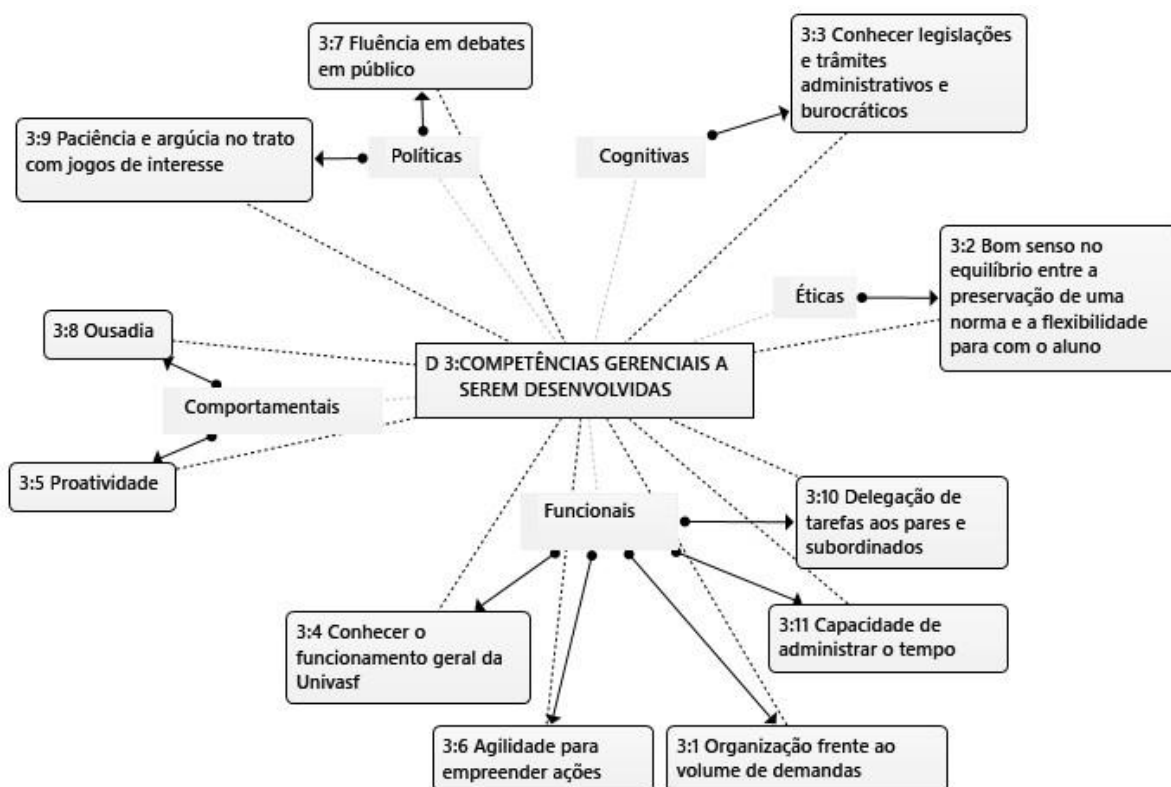 3:7 Fluência em debates
em público
3:3 Conhecer legislações
e trâmites
administrativos e
burocráticos
3:9 Paciência e argúcia no trato
com jogos de interesse
Políticas
Cognitivas
3:2 Bom senso no
equilíbrio entre a
preservação de uma
norma e a flexibilidade
para com o aluno
Éticas
3:8 Ousadia
D 3:COMPETÊNCIAS GERENCIAIS A
SEREM DESENVOLVIDAS
Comportamentais
3:5 Proatividade
Funcionais
3:10 Delegação de
tarefas aos pares e
subordinados
3:4 Conhecer o
funcionamento geral da
Univasf
3:11 Capacidade de
administrar o tempo
3:6 Agilidade para
empreender ações
3:1 Organização frente ao
volume de demandas